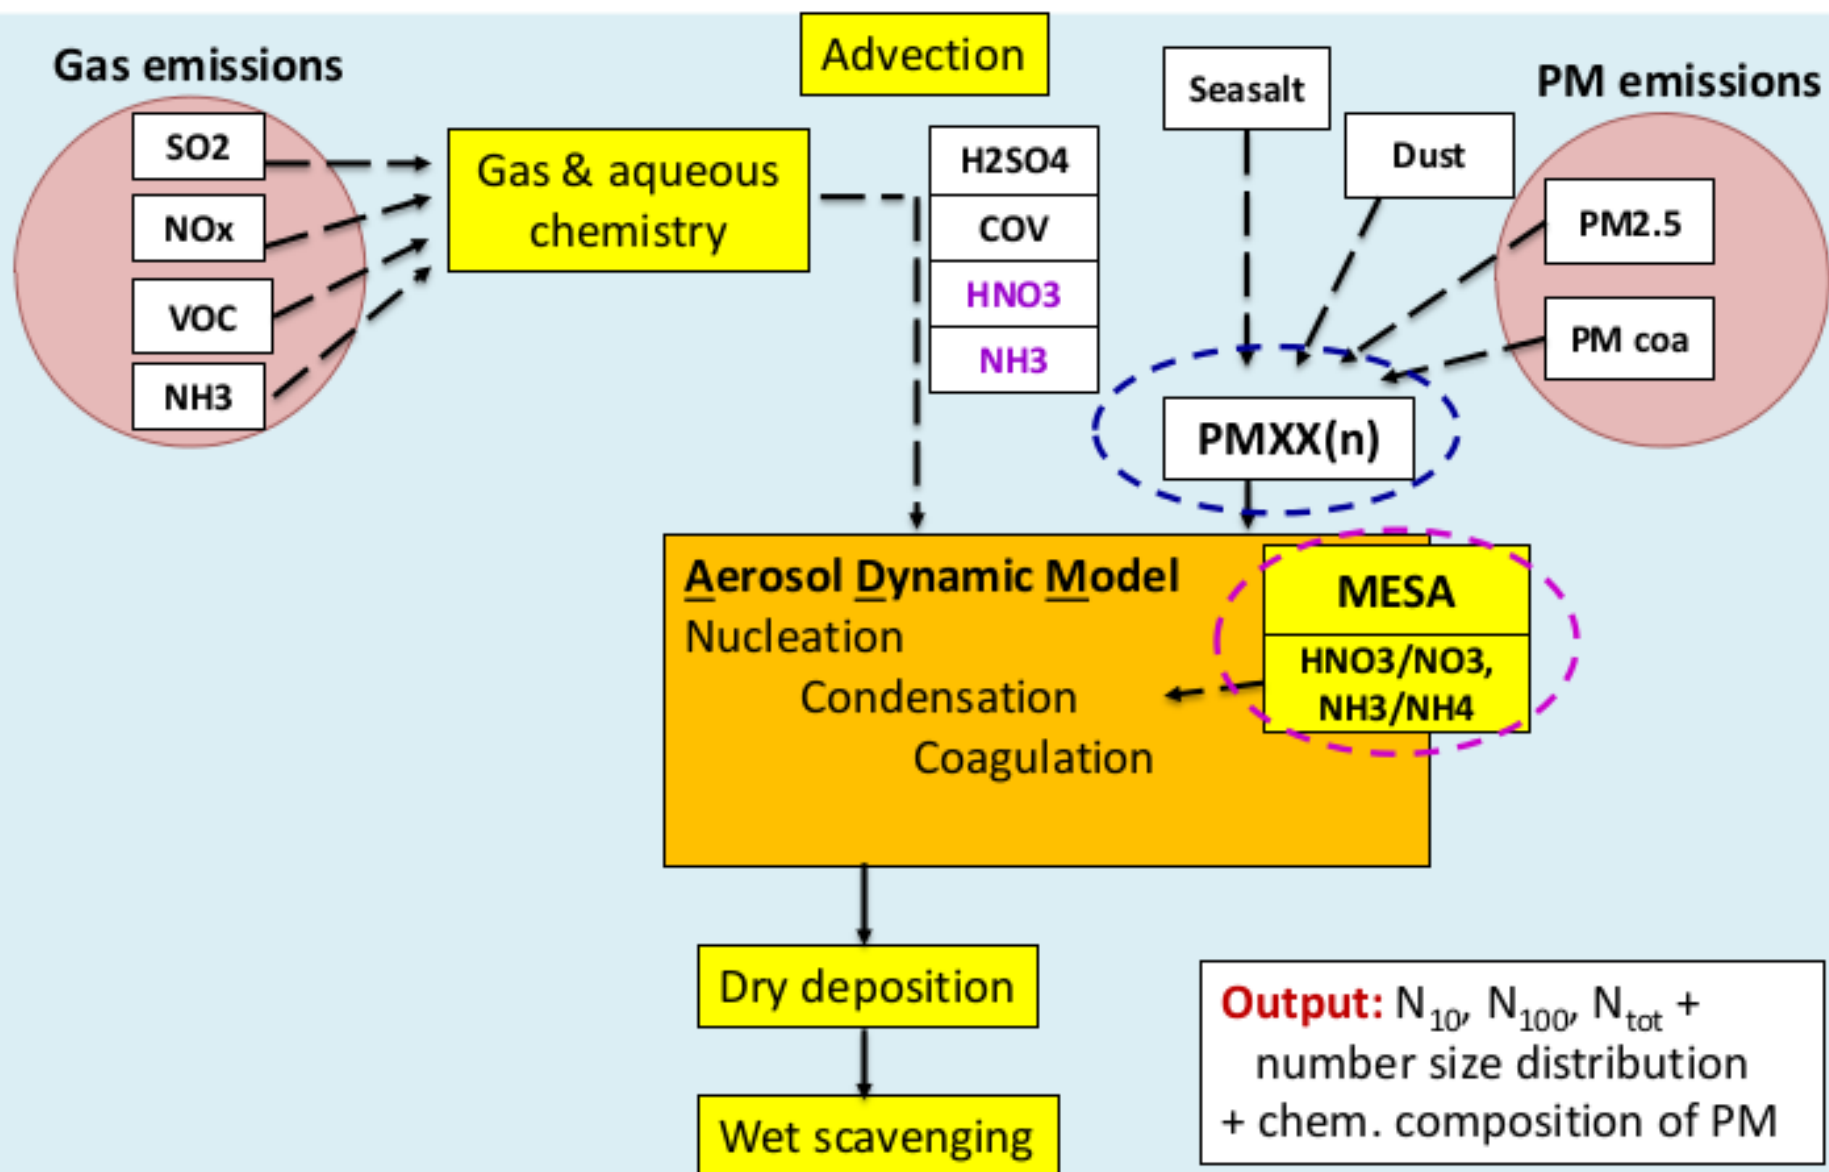 Advection
Gas emissions
SO2
NOx
VOC
NH3
Gas & aqueous
chemistry
H2SO4
COV
HNO3
NH3
Seasalt
Dust
PM emissions
PM2.5
PM coa
PMXX(n)
Aerosol Dynamic Model
Nucleation
Condensation
Coagulation
MESA
HNO3/NO3,
NH3/NH4
Dry deposition
Wet scavenging
Output: N10, N100, Ntot +
number size distribution
+ chem. composition of PM